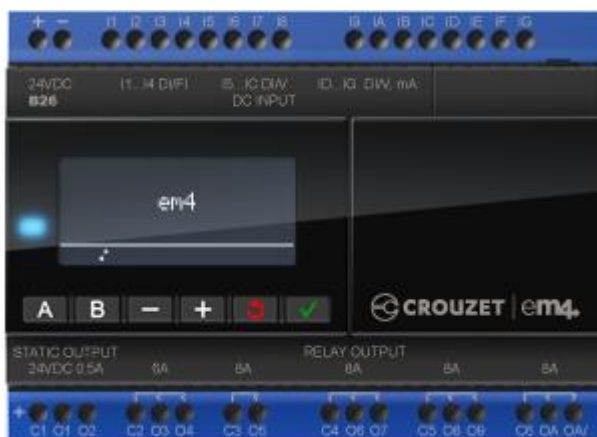 + − I1 I2 I3 I4 I5 I6 I7 I8 I9 IA IB IC ID IE IF IG
24VDC I1...I4 DI/FI I5...IC DI/V ID...IG DI/V, mA
B26 DC INPUT
em4
A B − +
CROUZET em4
STATIC OUTPUT RELAY OUTPUT
24VDC 0.5A 6A 8A 8A 8A 8A
+ C1 O1 O2 C2 O3 O4 C3 O5 C4 O6 O7 C5 O8 O9 OA